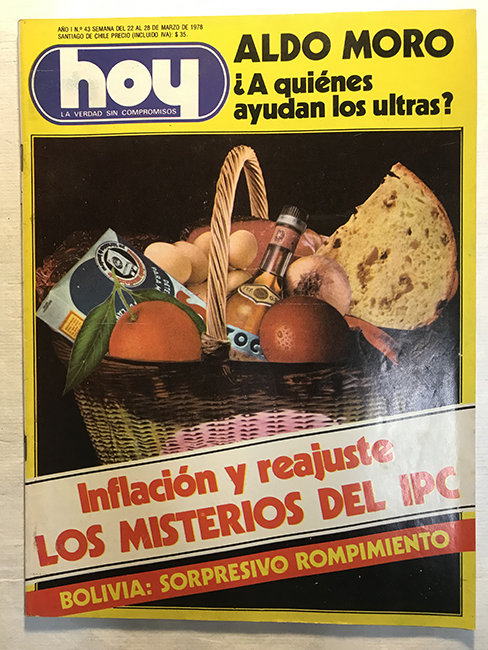 AÑO I N.º 43 SEMANA DEL 22 AL 28 DE MARZO DE 1978
SANTIAGO DE CHILE PRECIO (INCLUIDO IVA): $ 35.
hoy
LA VERDAD SIN COMPROMISOS
ALDO MORO
¿A quiénes
ayudan los ultras?
Inflación y reajuste
LOS MISTERIOS DEL IPC
BOLIVIA: SORPRESIVO ROMPIMIENTO